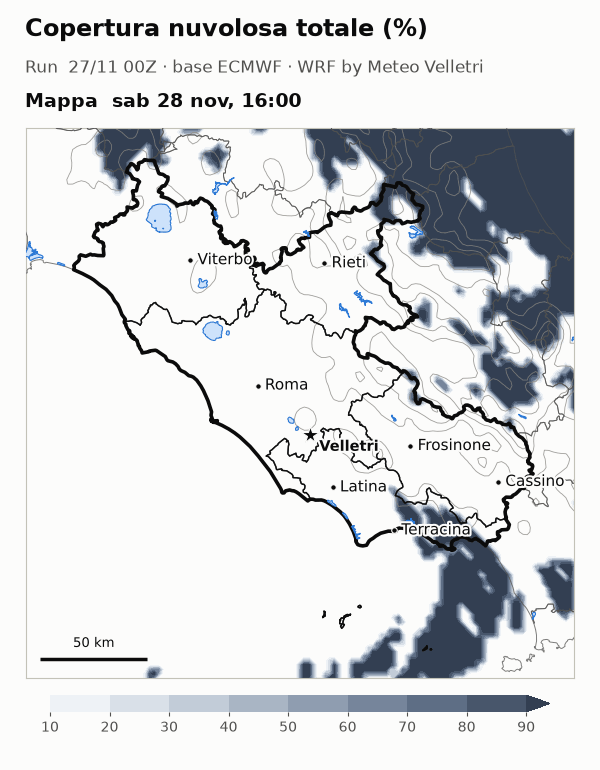 Copertura nuvolosa totale (%)
Run  27/11 00Z · base ECMWF · WRF by Meteo Velletri
Mappa  sab 28 nov, 16:00
Viterbo
Rieti
Roma
Velletri
Frosinone
Cassino
Latina
Terracina
50 km
10 20 30 40 50 60 70 80 90